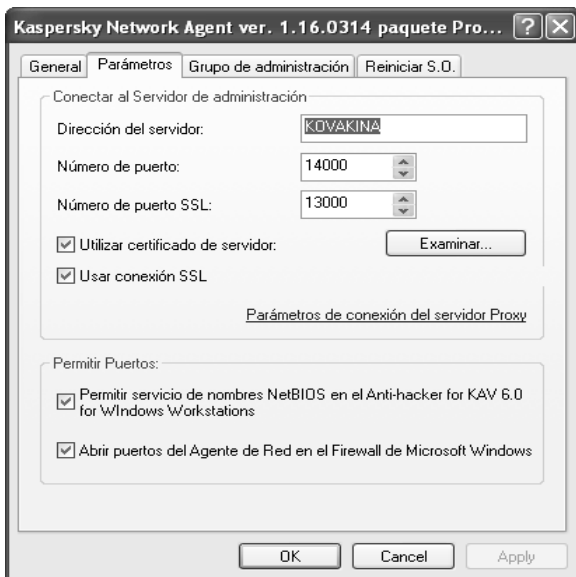 Kaspersky Network Agent ver. 1.16.0314 paquete Pro...
General Parámetros Grupo de administración Reiniciar S.O.
Conectar al Servidor de administración
Dirección del servidor: KOVAKINA
Número de puerto: 14000
Número de puerto SSL: 13000
Utilizar certificado de servidor: Examinar...
Usar conexión SSL
Parámetros de conexión del servidor Proxy
Permitir Puertos:
Permitir servicio de nombres NetBIOS en el Anti-hacker for KAV 6.0
for WIndows Workstations
Abrir puertos del Agente de Red en el Firewall de Microsoft Windows
OK Cancel Apply